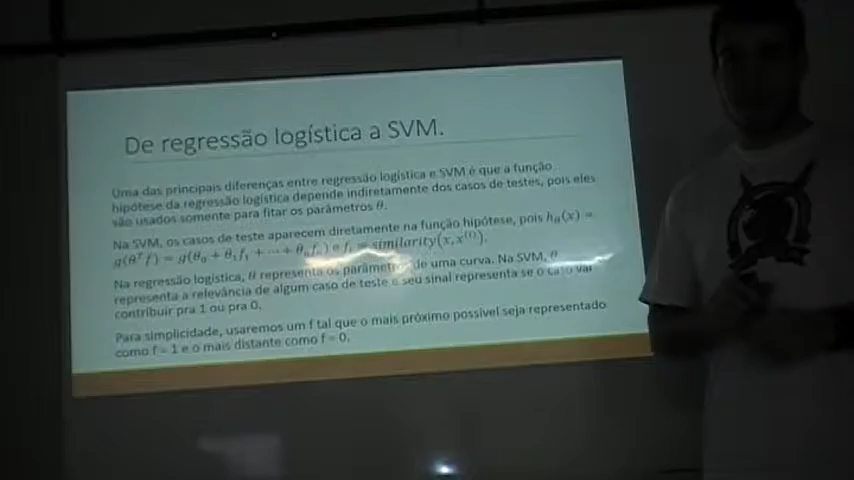 De regressão logística a SVM.
Uma das principais diferenças entre regressão logística e SVM é que a função
hipótese da regressão logística depende indiretamente dos casos de testes, pois eles
são usados somente para fitar os parâmetros θ.
Na SVM, os casos de teste aparecem diretamente na função hipótese, pois hθ(x) =
g(θᵀf) = g(θ₀ + θ₁f₁ + ⋯ + θₙfₙ) e fᵢ = similarity(x, x⁽ⁱ⁾).
Na regressão logística, θ representa os parâmetros de uma curva. Na SVM, θ
representa a relevância de algum caso de teste e seu sinal representa se o caso vai
contribuir pra 1 ou pra 0.
Para simplicidade, usaremos um f tal que o mais próximo possível seja representado
como f = 1 e o mais distante como f = 0.